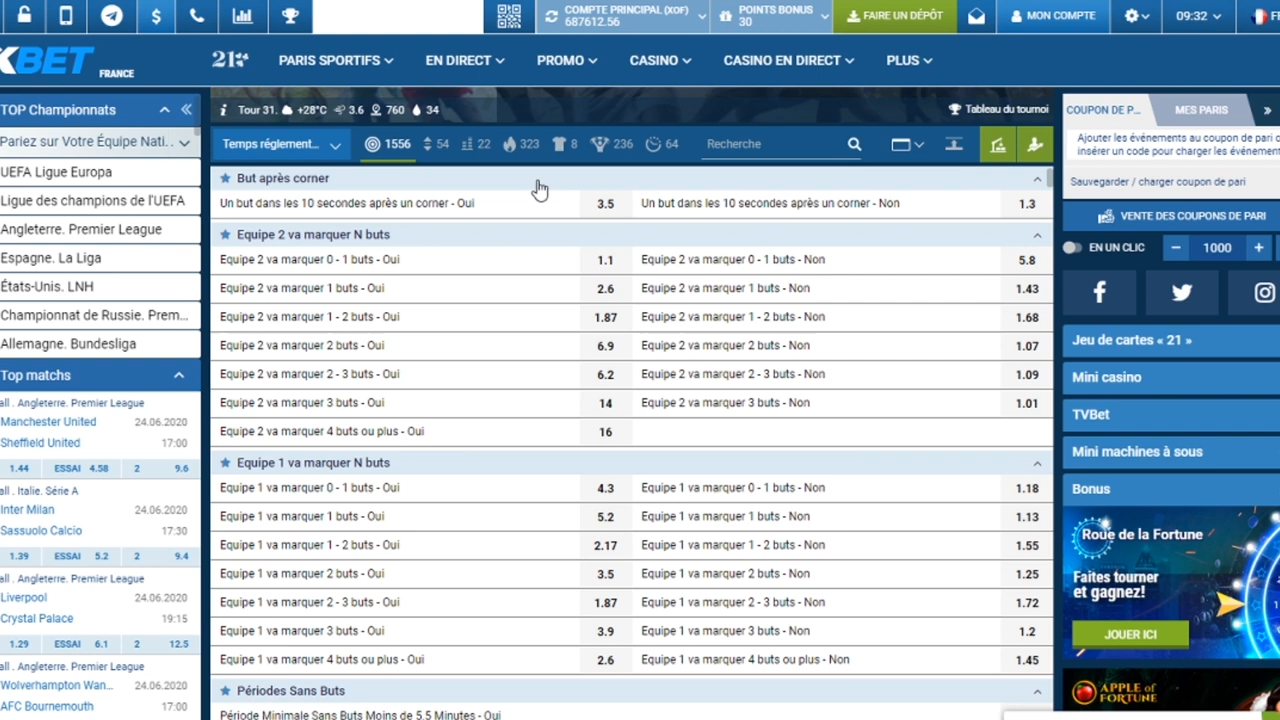 COMPTE PRINCIPAL (XOF)
687612.56
POINTS BONUS
30
FAIRE UN DÉPÔT
MON COMPTE
09:32
XBET
FRANCE
21
PARIS SPORTIFS
EN DIRECT
PROMO
CASINO
CASINO EN DIRECT
PLUS
TOP Championnats
Pariez sur Votre Équipe Nati. .
UEFA Ligue Europa
Ligue des champions de l'UEFA
Angleterre. Premier League
Espagne. La Liga
États-Unis. LNH
Championnat de Russie. Prem...
Allemagne. Bundesliga
Top matchs
all . Angleterre. Premier League
Manchester United 24.06.2020
Sheffield United 17:00
1.44 ESSAI 4.58 2 9.6
all . Italie. Série A
Inter Milan 24.06.2020
Sassuolo Calcio 17:30
1.39 ESSAI 5.2 2 9.4
all . Angleterre. Premier League
Liverpool 24.06.2020
Crystal Palace 19:15
1.29 ESSAI 6.1 2 12.5
all . Angleterre. Premier League
Wolverhampton Wan... 24.06.2020
AFC Bournemouth 17:00
Tour 31. +28°C 3.6 760 34
Tableau du tournoi
Temps réglement... 1556 54 22 323 8 236 64 Recherche
But après corner
Un but dans les 10 secondes après un corner - Oui 3.5 Un but dans les 10 secondes après un corner - Non 1.3
Equipe 2 va marquer N buts
Equipe 2 va marquer 0 - 1 buts - Oui 1.1 Equipe 2 va marquer 0 - 1 buts - Non 5.8
Equipe 2 va marquer 1 buts - Oui 2.6 Equipe 2 va marquer 1 buts - Non 1.43
Equipe 2 va marquer 1 - 2 buts - Oui 1.87 Equipe 2 va marquer 1 - 2 buts - Non 1.68
Equipe 2 va marquer 2 buts - Oui 6.9 Equipe 2 va marquer 2 buts - Non 1.07
Equipe 2 va marquer 2 - 3 buts - Oui 6.2 Equipe 2 va marquer 2 - 3 buts - Non 1.09
Equipe 2 va marquer 3 buts - Oui 14 Equipe 2 va marquer 3 buts - Non 1.01
Equipe 2 va marquer 4 buts ou plus - Oui 16
Equipe 1 va marquer N buts
Equipe 1 va marquer 0 - 1 buts - Oui 4.3 Equipe 1 va marquer 0 - 1 buts - Non 1.18
Equipe 1 va marquer 1 buts - Oui 5.2 Equipe 1 va marquer 1 buts - Non 1.13
Equipe 1 va marquer 1 - 2 buts - Oui 2.17 Equipe 1 va marquer 1 - 2 buts - Non 1.55
Equipe 1 va marquer 2 buts - Oui 3.5 Equipe 1 va marquer 2 buts - Non 1.25
Equipe 1 va marquer 2 - 3 buts - Oui 1.87 Equipe 1 va marquer 2 - 3 buts - Non 1.72
Equipe 1 va marquer 3 buts - Oui 3.9 Equipe 1 va marquer 3 buts - Non 1.2
Equipe 1 va marquer 4 buts ou plus - Oui 2.6 Equipe 1 va marquer 4 buts ou plus - Non 1.45
Périodes Sans Buts
Période Minimale Sans Buts Moins de 5.5 Minutes - Oui
COUPON DE P... MES PARIS
Ajouter les événements au coupon de pari o
insérer un code pour charger les événement
Sauvegarder / charger coupon de pari
VENTE DES COUPONS DE PARI
EN UN CLIC − 1000 +
Jeu de cartes « 21 »
Mini casino
TVBet
Mini machines à sous
Bonus
Roue de la Fortune
Faites tourner
et gagnez!
JOUER ICI
APPLE of
FORTUNE